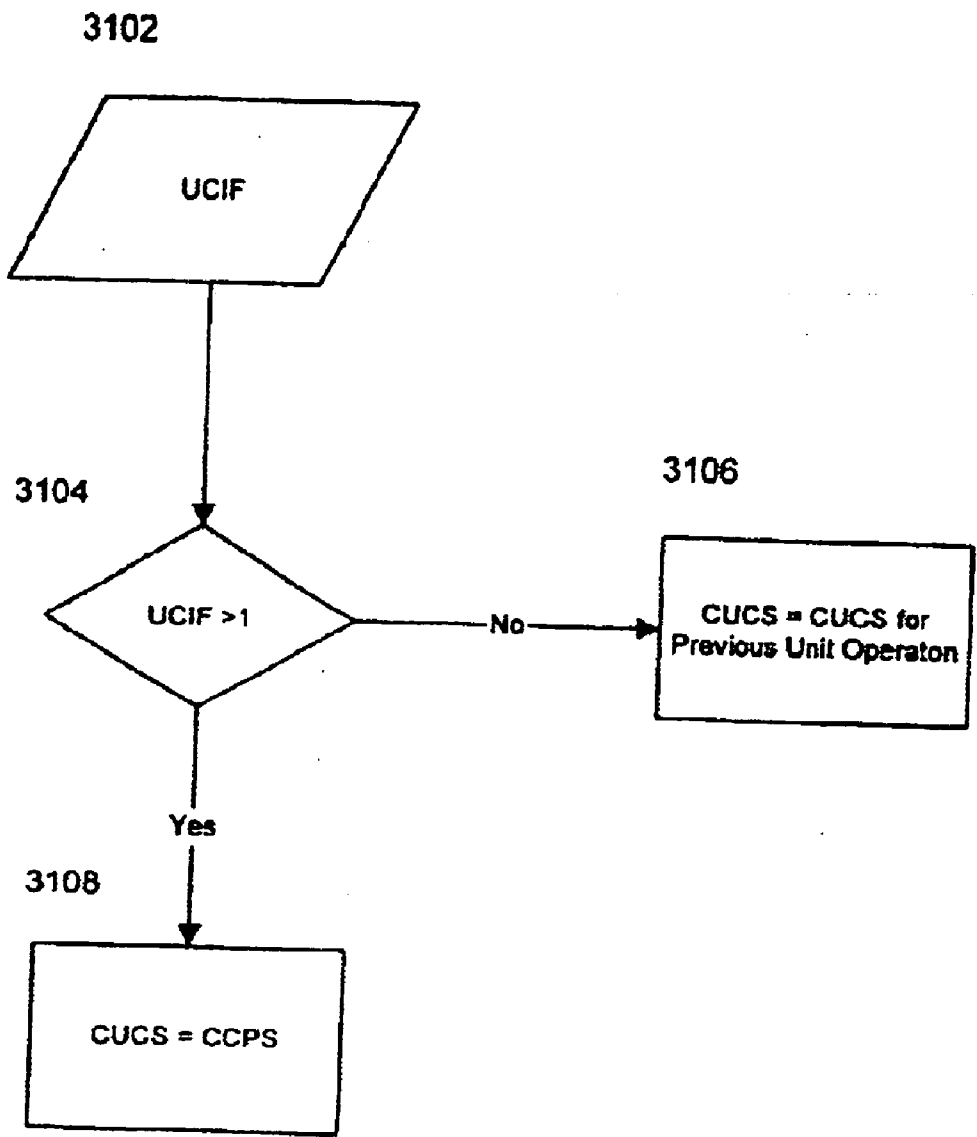 3102
UCIF
3104
UCIF >1
No
3106
CUCS = CUCS for
Previous Unit Operaton
Yes
3108
CUCS = CCPS